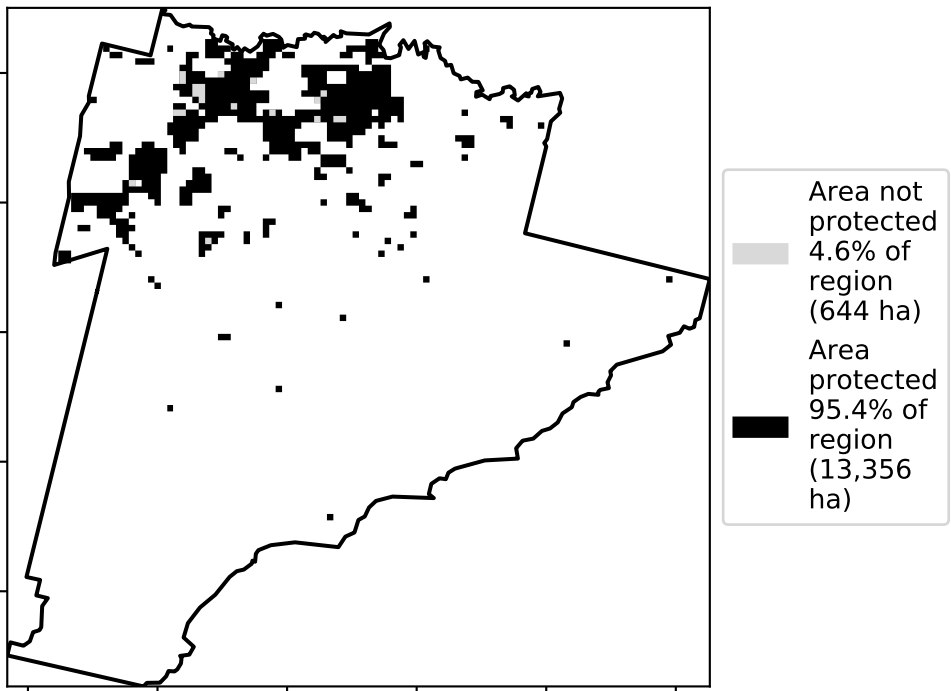 Area not
protected
4.6% of
region
(644 ha)
Area
protected
95.4% of
region
(13,356
ha)